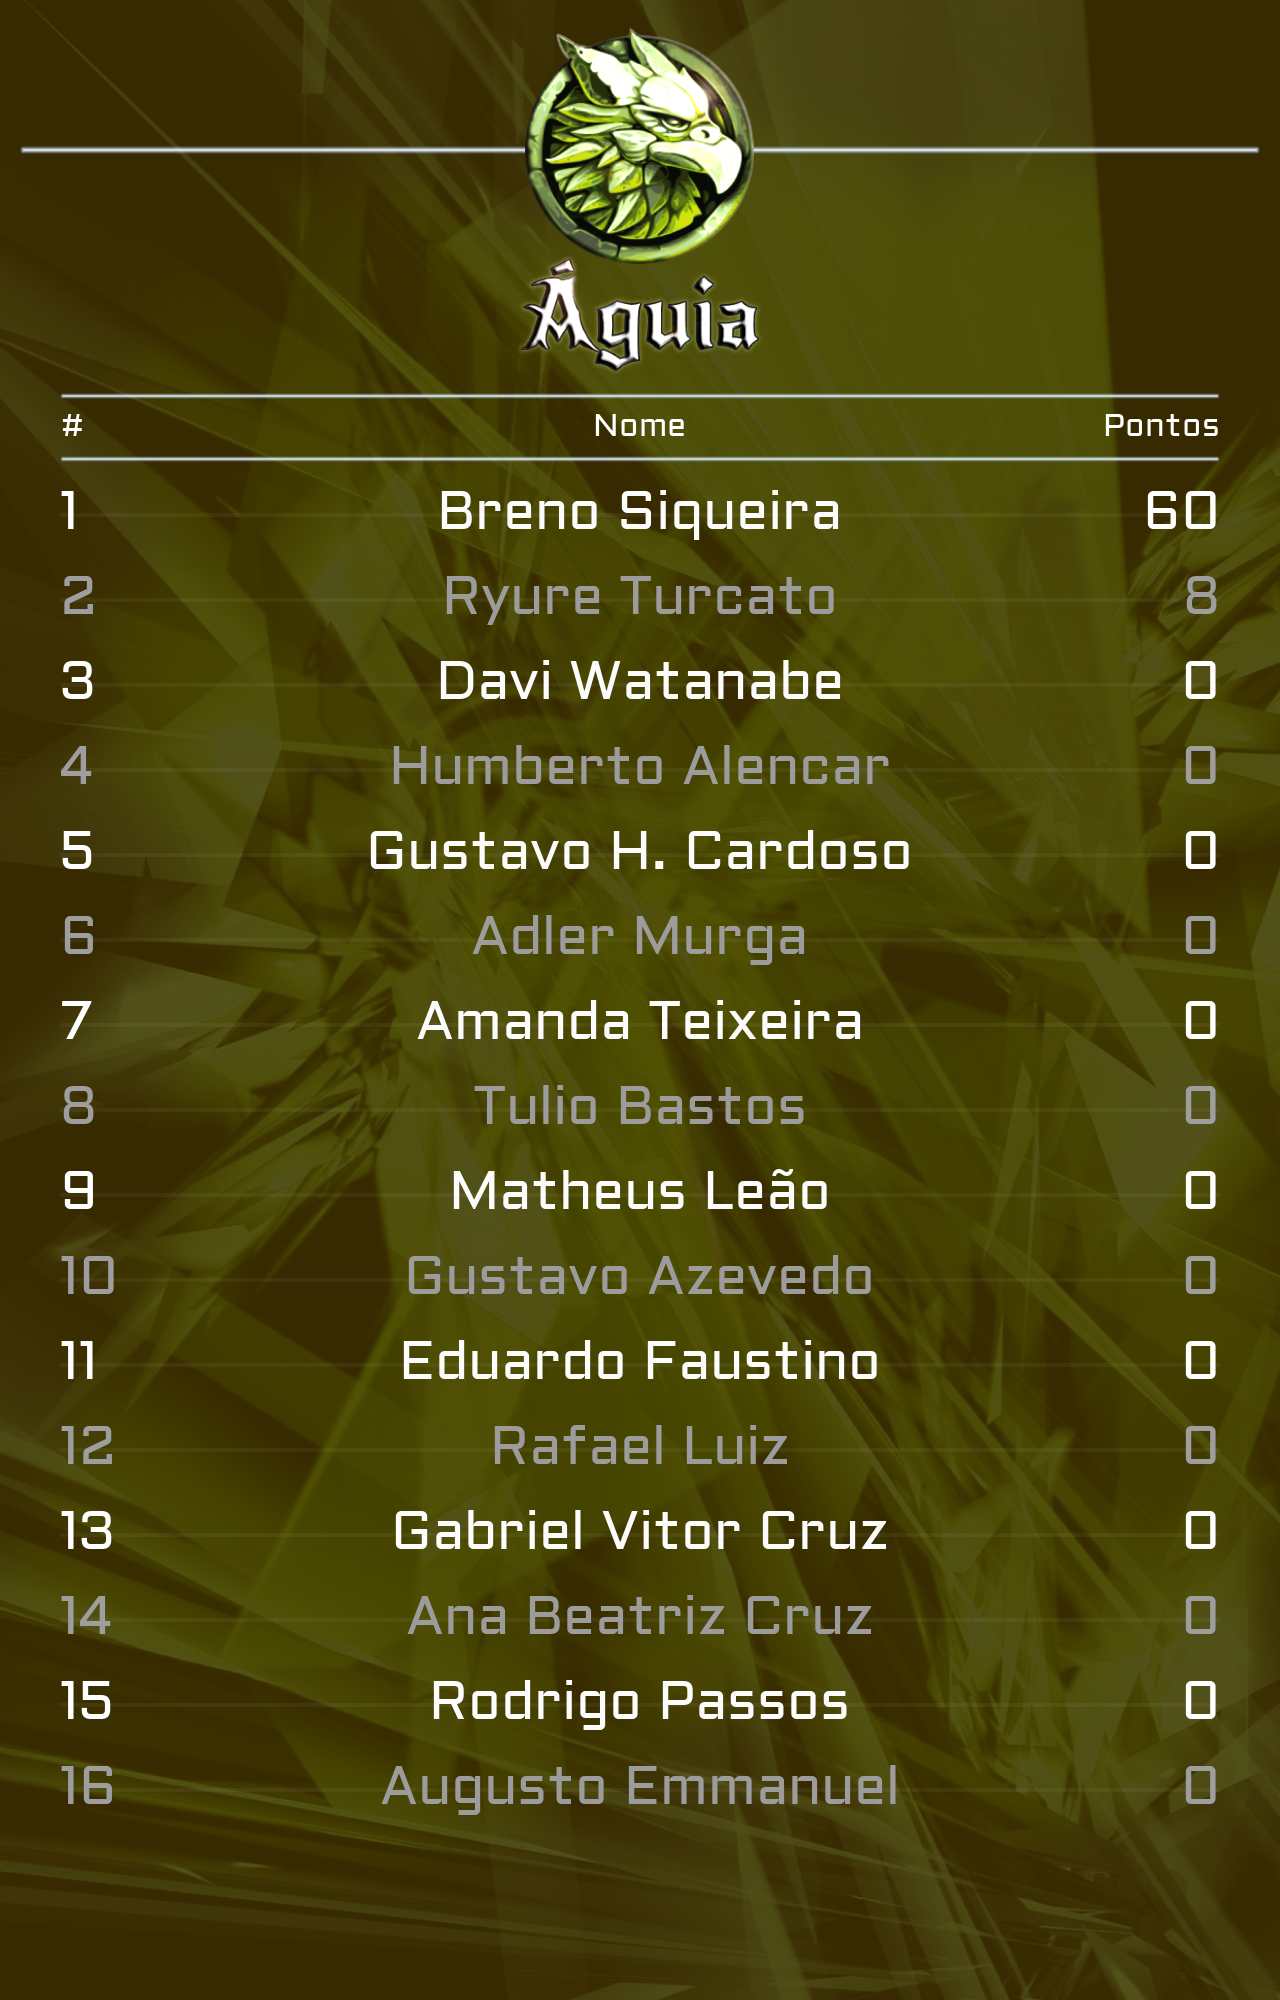 Águia
# Nome Pontos
1 Breno Siqueira 60
2 Ryure Turcato 8
3 Davi Watanabe 0
4 Humberto Alencar 0
5 Gustavo H. Cardoso 0
6 Adler Murga 0
7 Amanda Teixeira 0
8 Tulio Bastos 0
9 Matheus Leão 0
10 Gustavo Azevedo 0
11 Eduardo Faustino 0
12 Rafael Luiz 0
13 Gabriel Vitor Cruz 0
14 Ana Beatriz Cruz 0
15 Rodrigo Passos 0
16 Augusto Emmanuel 0